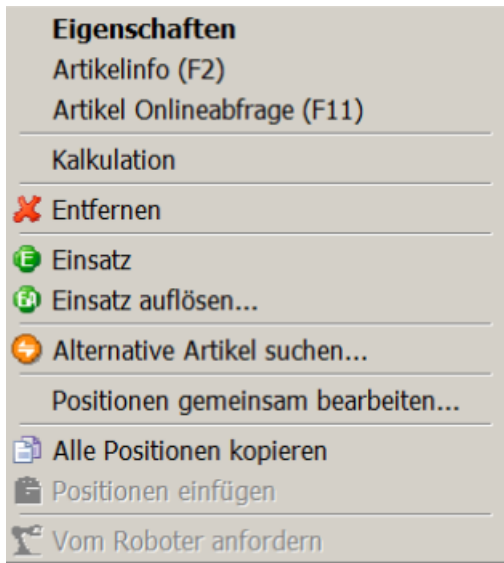 Eigenschaften
Artikelinfo (F2)
Artikel Onlineabfrage (F11)
Kalkulation
Entfernen
E Einsatz
EA Einsatz auflösen...
Alternative Artikel suchen...
Positionen gemeinsam bearbeiten...
Alle Positionen kopieren
Positionen einfügen
Vom Roboter anfordern